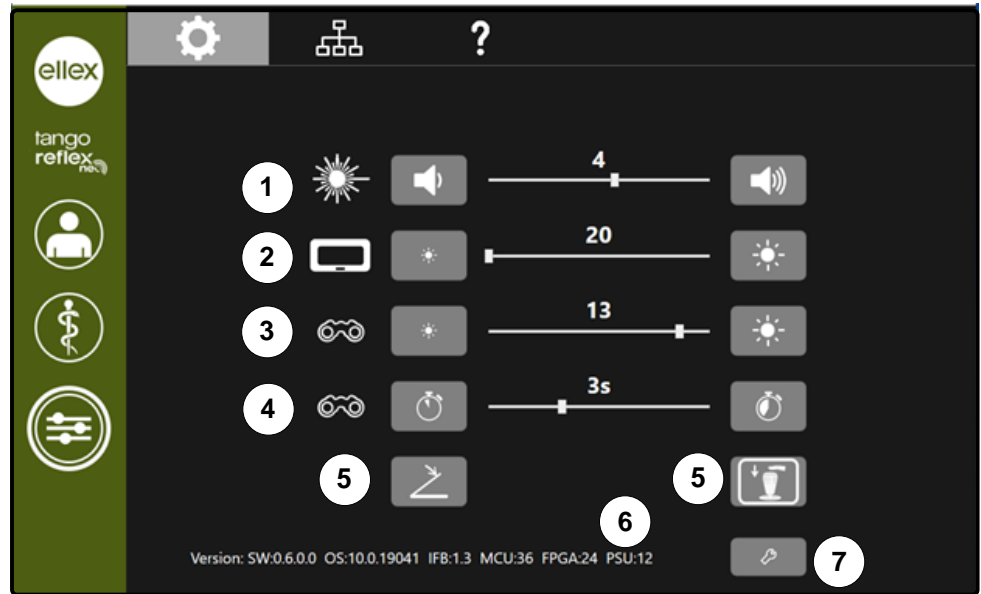 ?
ellex
tango
reflex
neo
1
4
2
20
3
13
4
3s
5
5
6
Version: SW:0.6.0.0 OS:10.0.19041 IFB:1.3 MCU:36 FPGA:24 PSU:12
7